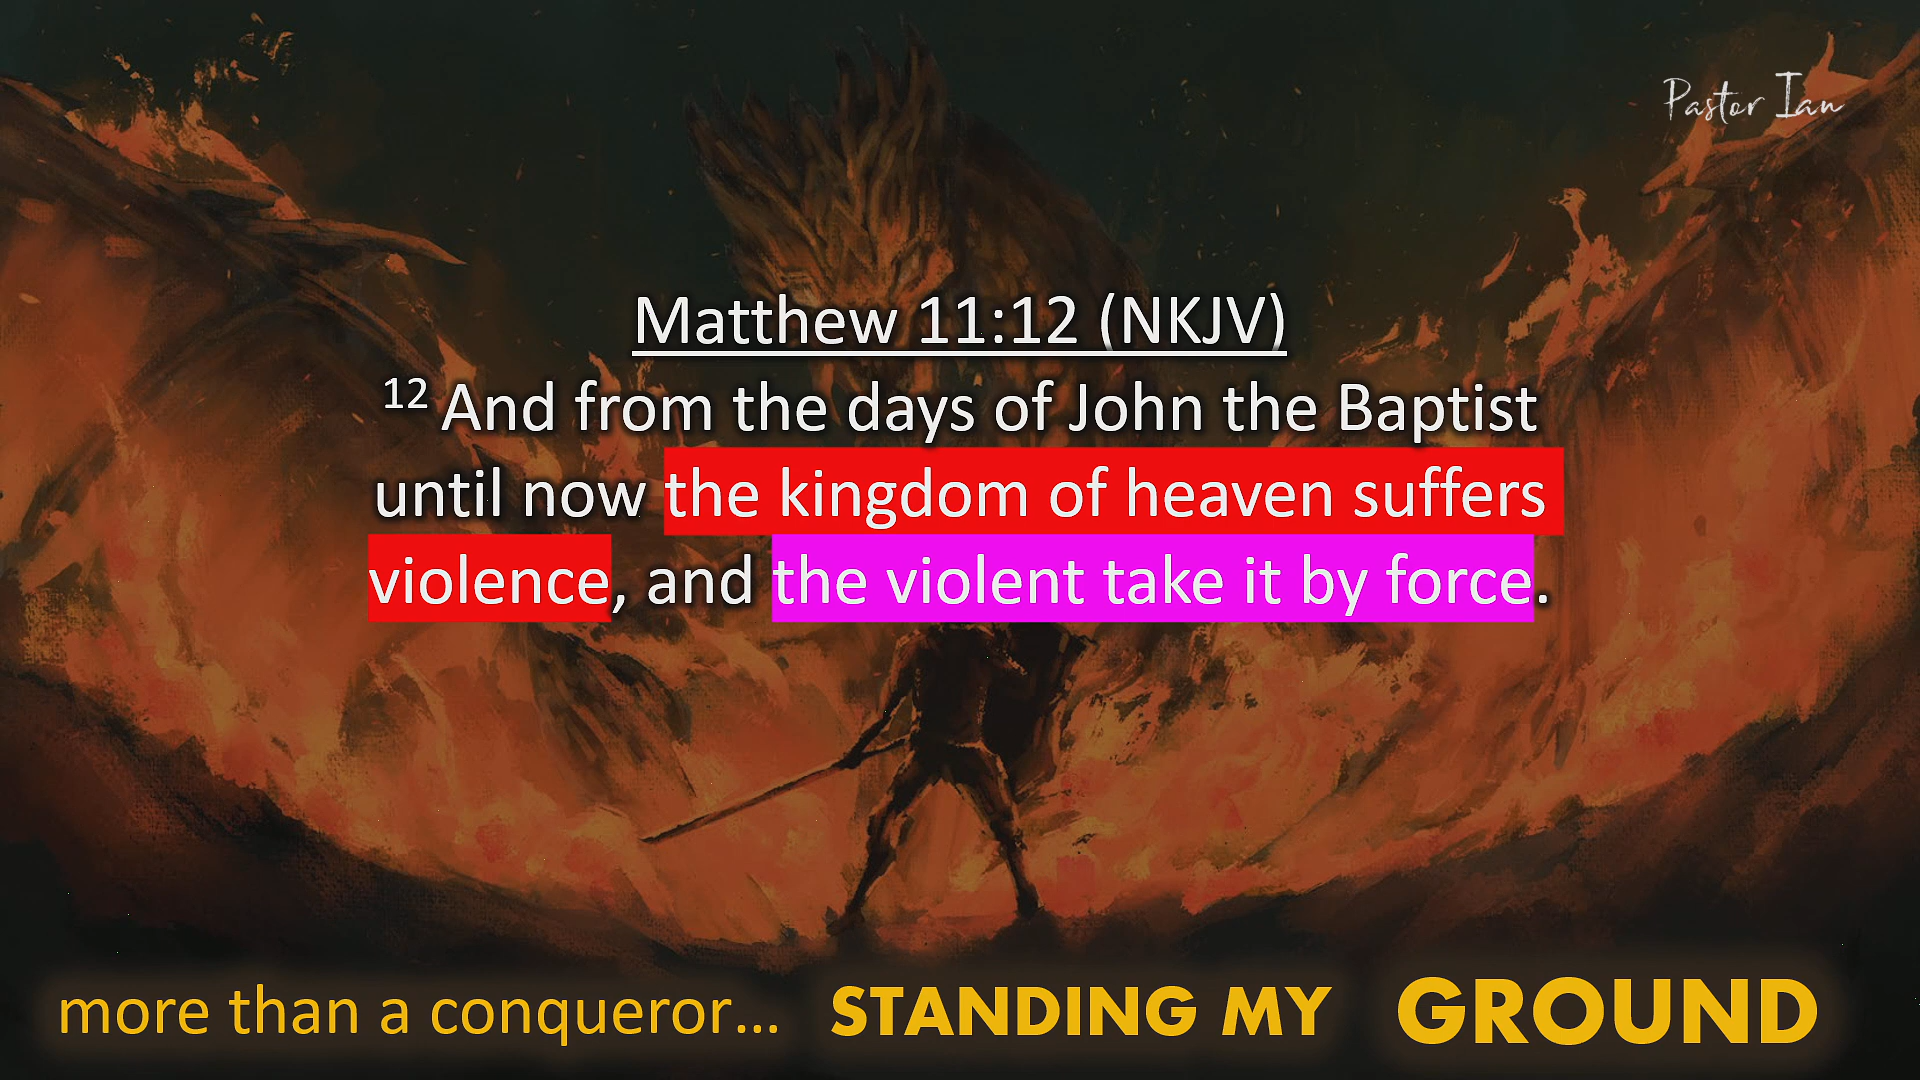 Pastor Ian
Matthew 11:12 (NKJV)
12 And from the days of John the Baptist
until now the kingdom of heaven suffers
violence, and the violent take it by force.
more than a conqueror... STANDING MY GROUND